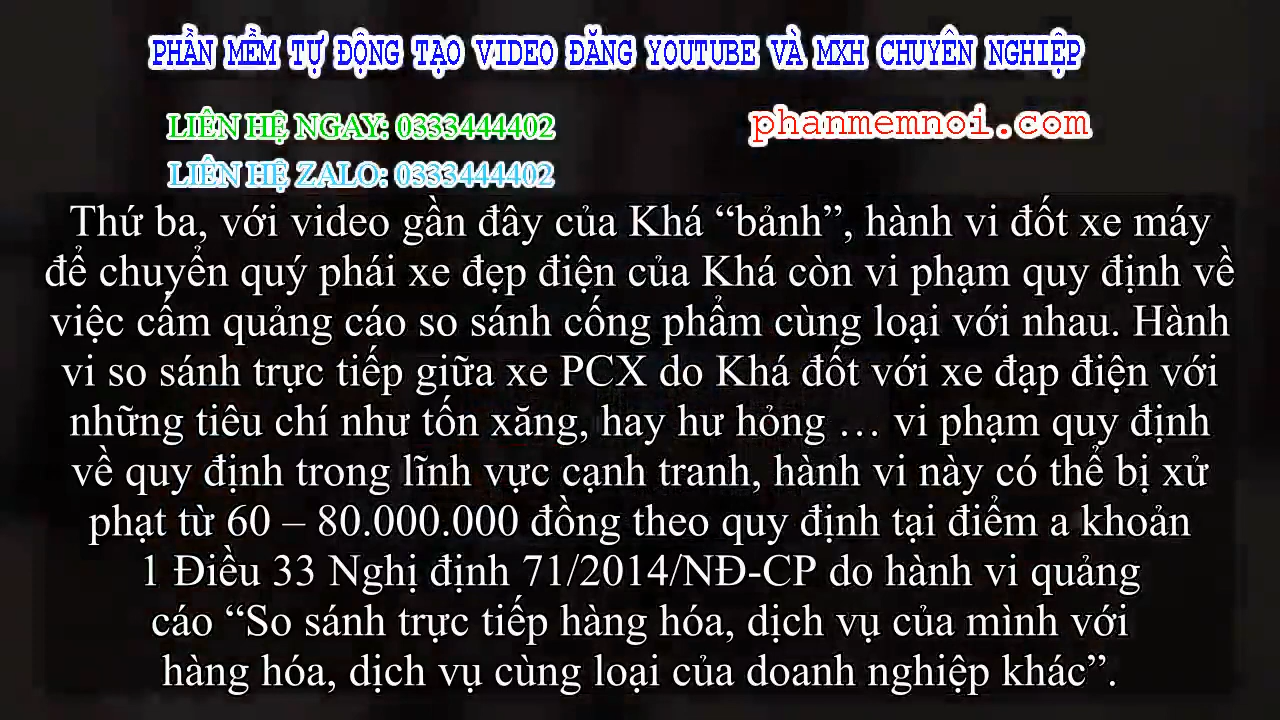 PHẦN MỀM TỰ ĐỘNG TẠO VIDEO ĐĂNG YOUTUBE VÀ MXH CHUYÊN NGHIỆP
LIÊN HỆ NGAY: 0333444402
phanmemnoi.com
LIÊN HỆ ZALO: 0333444402
Thứ ba, với video gần đây của Khá “bảnh”, hành vi đốt xe máy
để chuyển quý phái xe đẹp điện của Khá còn vi phạm quy định về
việc cấm quảng cáo so sánh cống phẩm cùng loại với nhau. Hành
vi so sánh trực tiếp giữa xe PCX do Khá đốt với xe đạp điện với
những tiêu chí như tốn xăng, hay hư hỏng … vi phạm quy định
về quy định trong lĩnh vực cạnh tranh, hành vi này có thể bị xử
phạt từ 60 – 80.000.000 đồng theo quy định tại điểm a khoản
1 Điều 33 Nghị định 71/2014/NĐ-CP do hành vi quảng
cáo “So sánh trực tiếp hàng hóa, dịch vụ của mình với
hàng hóa, dịch vụ cùng loại của doanh nghiệp khác”.